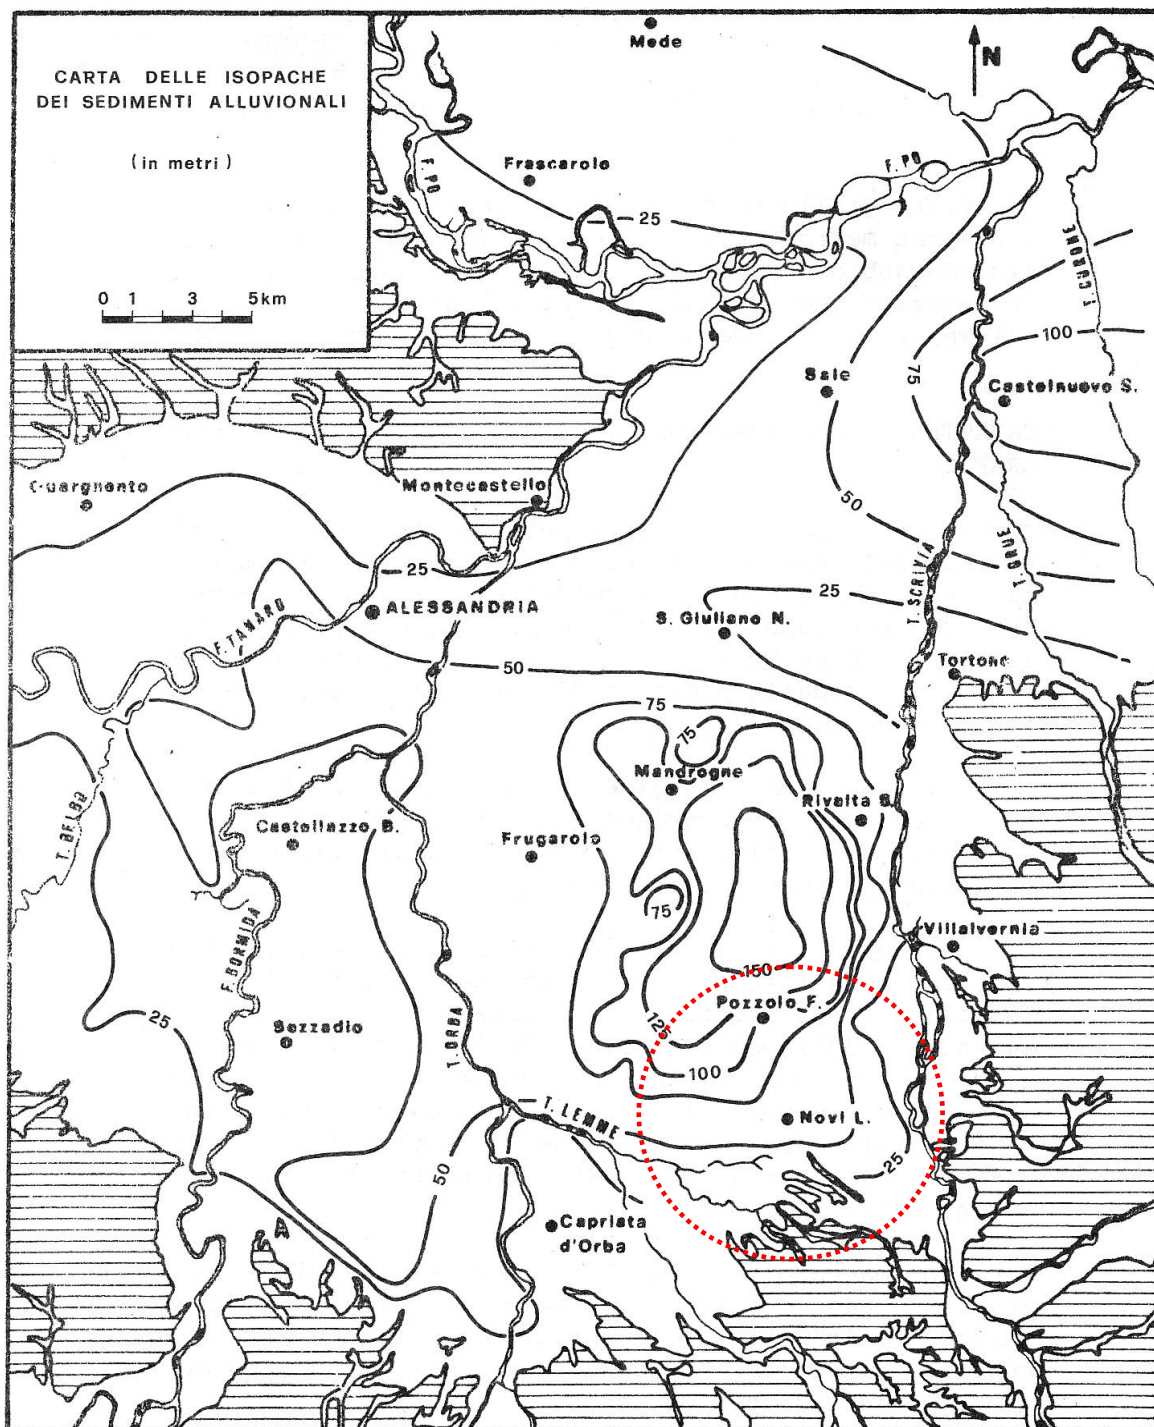 CARTA DELLE ISOPACHE
DEI SEDIMENTI ALLUVIONALI
(in metri)
0 1 3 5km
N
Mede
F. PO
Frascarolo
F. PO
25
T. CURONE
100
Sale
75
Castelnuovo S.
Quargnento
Montecastello
50
25
T. SCRIVIA
T. GRUE
ALESSANDRIA
25
F. TANARO
S. Giuliano N.
50
Tortona
75
75
Mandrogne
Rivalta S.
T. BELBO
Castellazzo B.
Frugarolo
75
F. BORMIDA
Villalvernia
150
Pozzolo F.
25
Sezzadio
T. ORBA
125
100
T. LEMME
Novi L.
50
25
A
Capriata
d'Orba